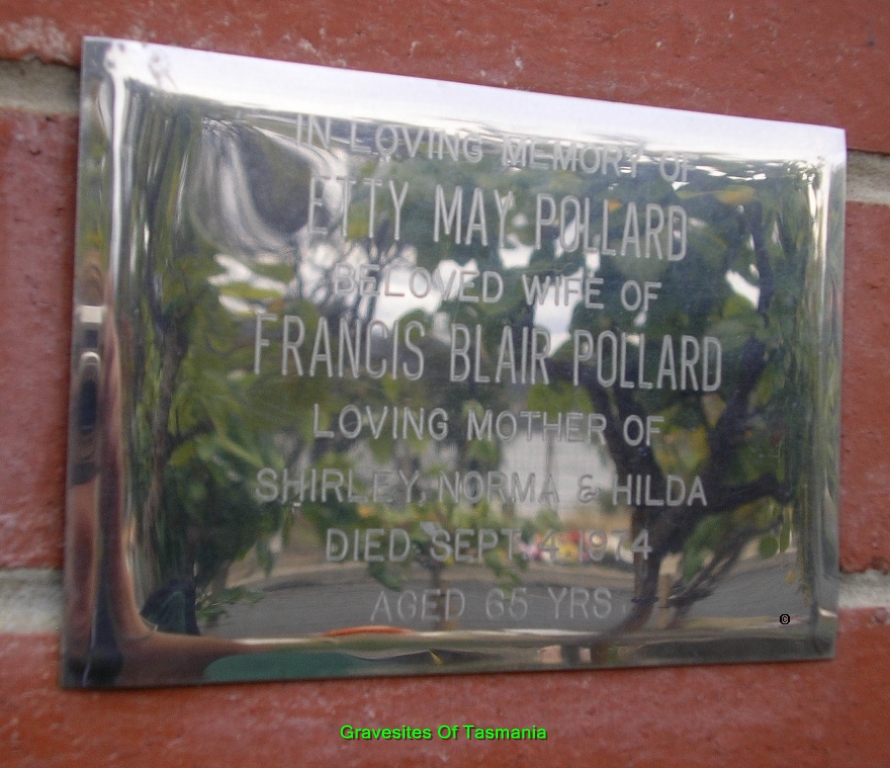 IN LOVING MEMORY OF
ETTY MAY POLLARD
BELOVED WIFE OF
FRANCIS BLAIR POLLARD
LOVING MOTHER OF
SHIRLEY, NORMA & HILDA
DIED SEPT 4 1974
AGED 65 YRS.
©
Gravesites Of Tasmania